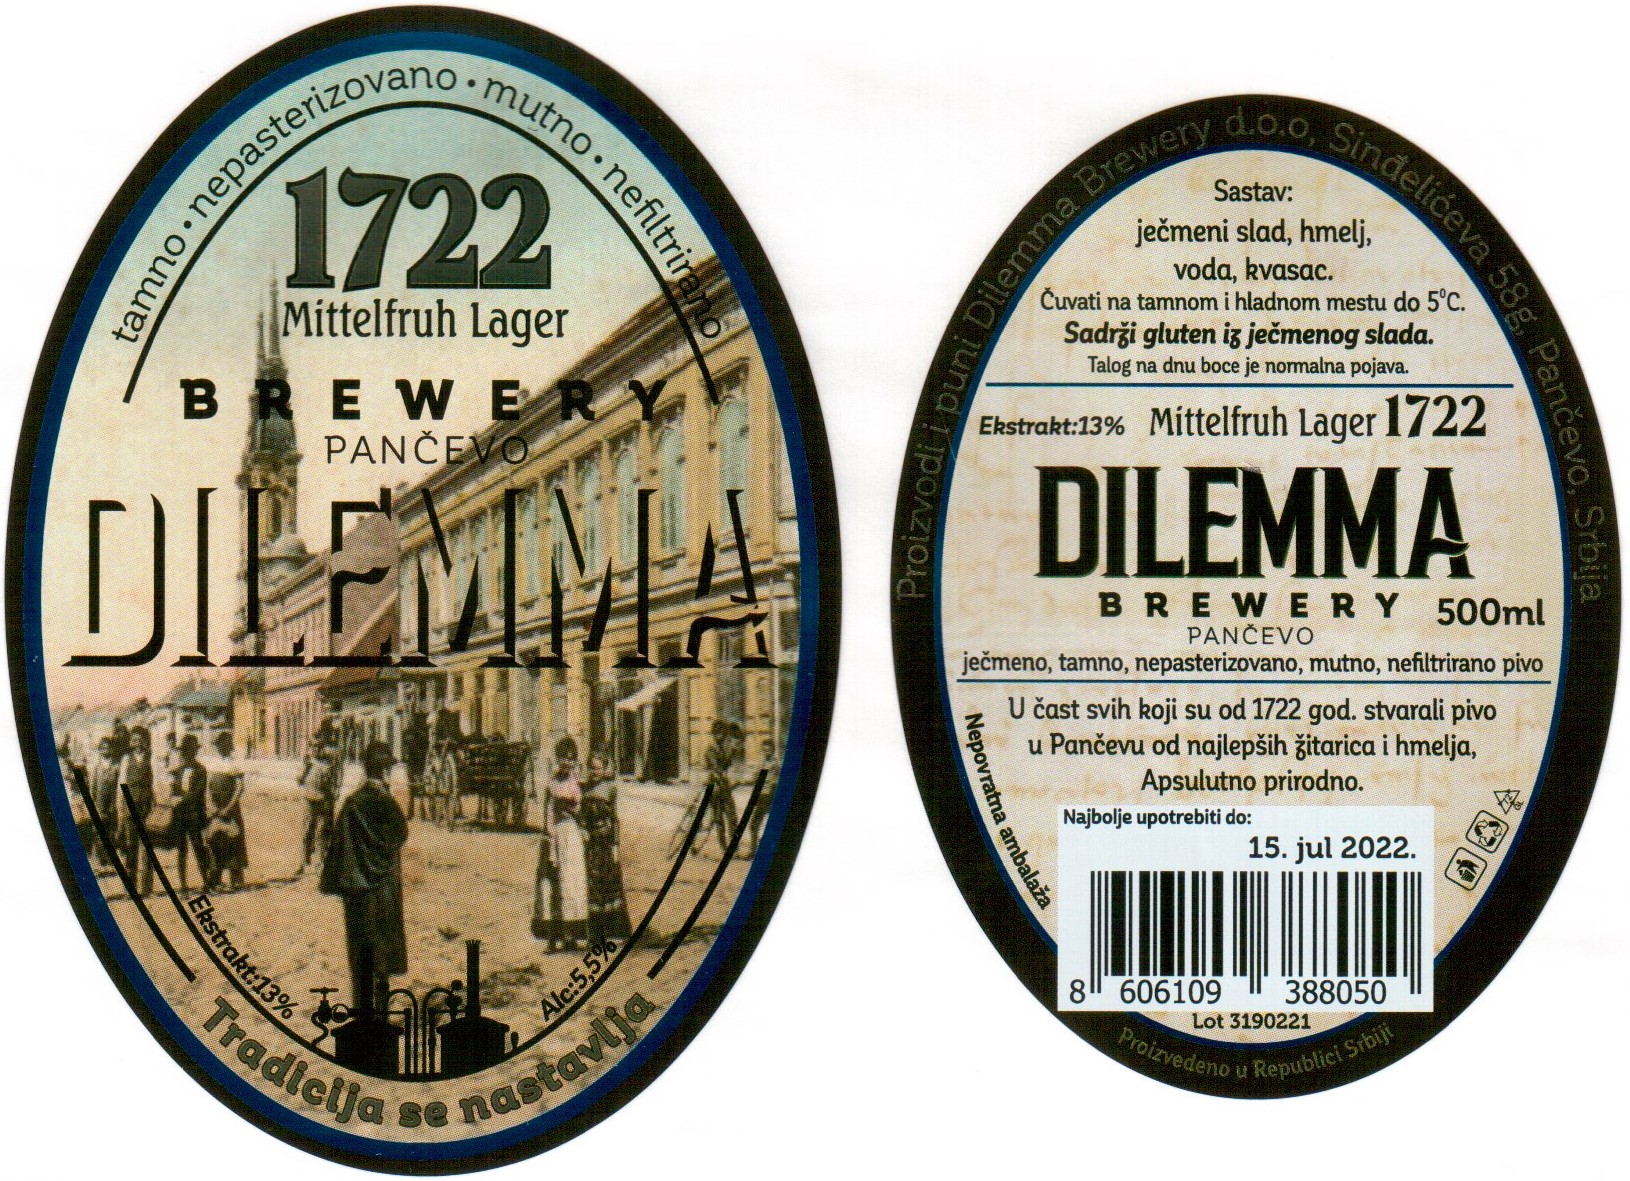 tamno • nepasterizovano • mutno • nefiltrirano
1722
Mittelfruh Lager
BREWERY
PANČEVO
DILEMMA
Ekstrakt:13%
Alc:5,5%
Tradicija se nastavlja
Proizvodi i puni Dilemma Brewery d.o.o, Sinđelićeva 58g, Pančevo, Srbija
Sastav:
ječmeni slad, hmelj,
voda, kvasac.
Čuvati na tamnom i hladnom mestu do 5⁰C.
Sadrži gluten iz ječmenog slada.
Talog na dnu boce je normalna pojava.
Ekstrakt:13% Mittelfruh Lager 1722
DILEMMA
BREWERY 500ml
PANČEVO
ječmeno, tamno, nepasterizovano, mutno, nefiltrirano pivo
U čast svih koji su od 1722 god. stvarali pivo
u Pančevu od najlepših žitarica i hmelja,
Apsulutno prirodno.
Nepovratna ambalaža
Najbolje upotrebiti do:
15. jul 2022.
8 606109 388050
Lot 3190221
Proizvedeno u Republici Srbiji